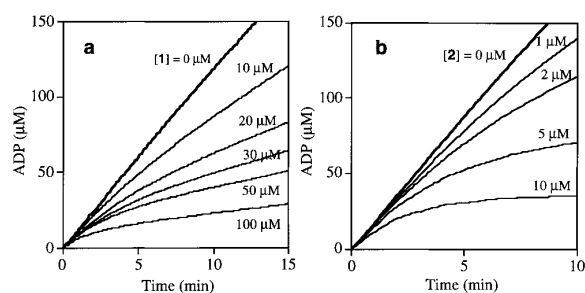 a
[1] = 0 µM
10 µM
20 µM
30 µM
50 µM
100 µM
150
100
50
0
ADP (µM)
0
5
10
15
Time (min)
b
[2] = 0 µM
1 µM
2 µM
5 µM
10 µM
150
100
50
0
ADP (µM)
0
5
10
Time (min)